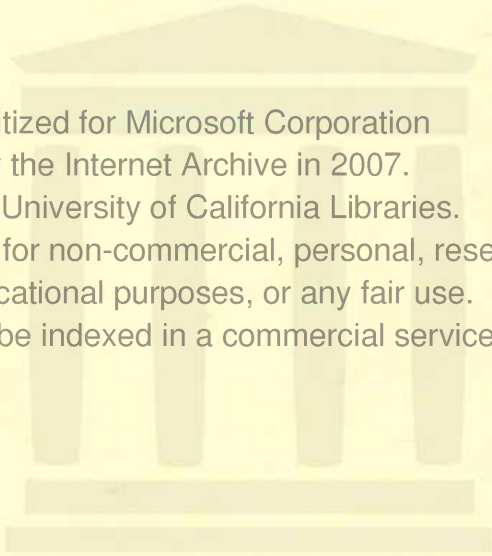 tized for Microsoft Corporation
the Internet Archive in 2007.
University of California Libraries.
for non-commercial, personal, rese
cational purposes, or any fair use.
be indexed in a commercial service